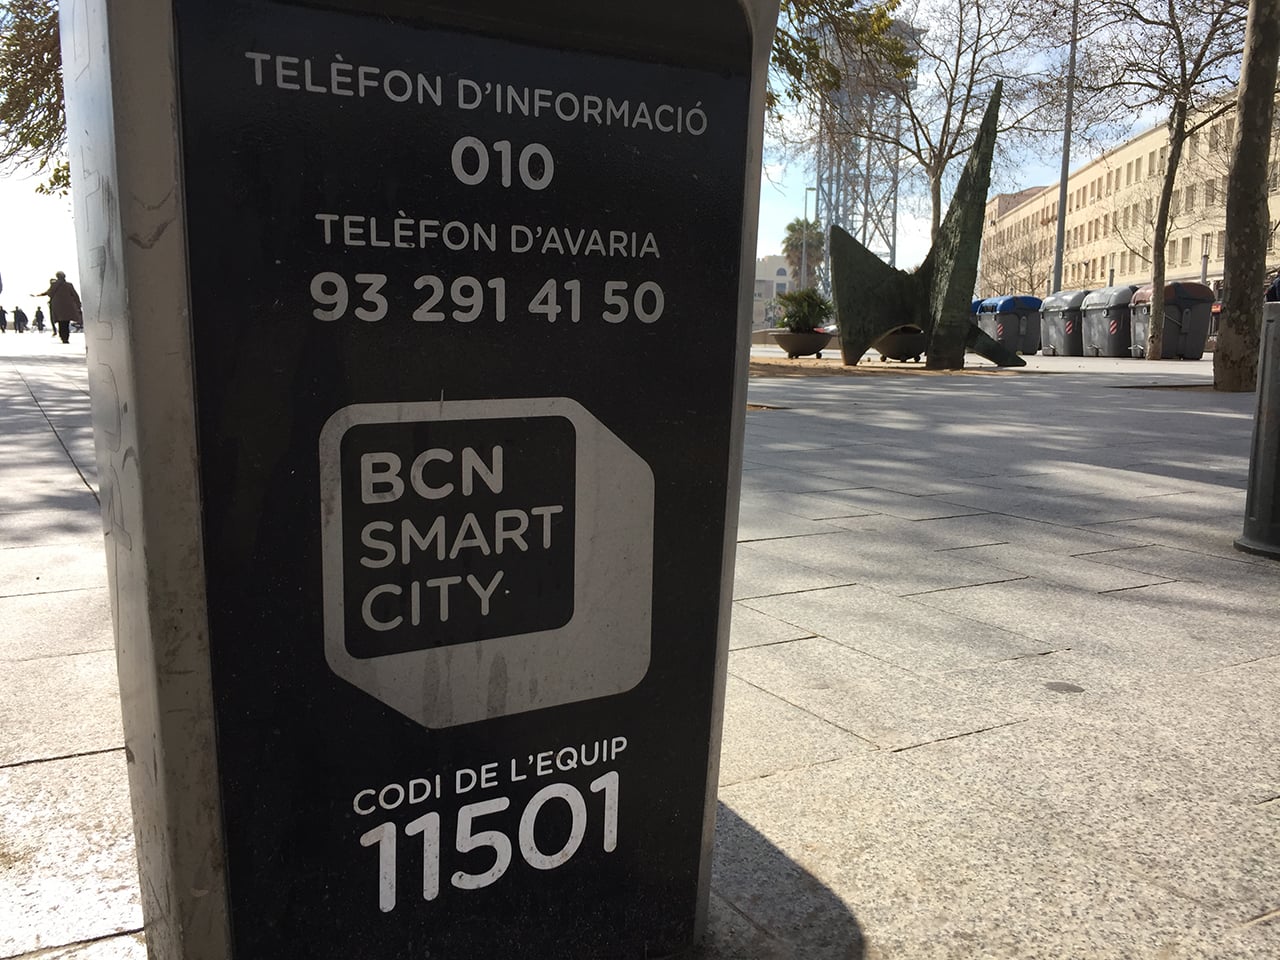 TELÈFON D'INFORMACIÓ
010
TELÈFON D'AVARIA
93 291 41 50
BCN
SMART
CITY
CODI DE L'EQUIP
11501